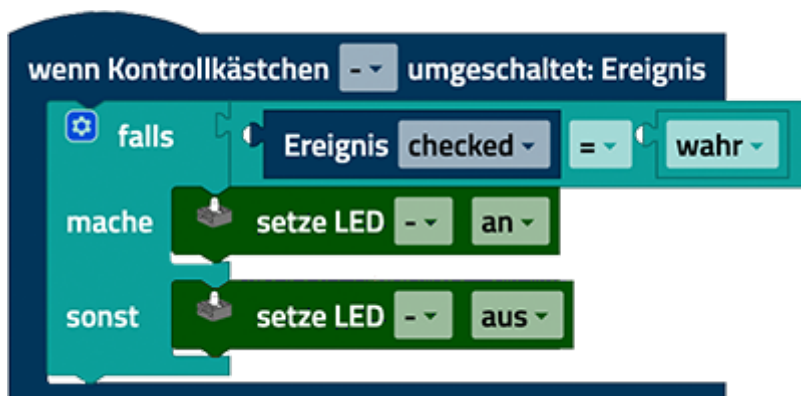 wenn Kontrollkästchen - umgeschaltet: Ereignis
falls Ereignis checked = wahr
mache setze LED - an
sonst setze LED - aus